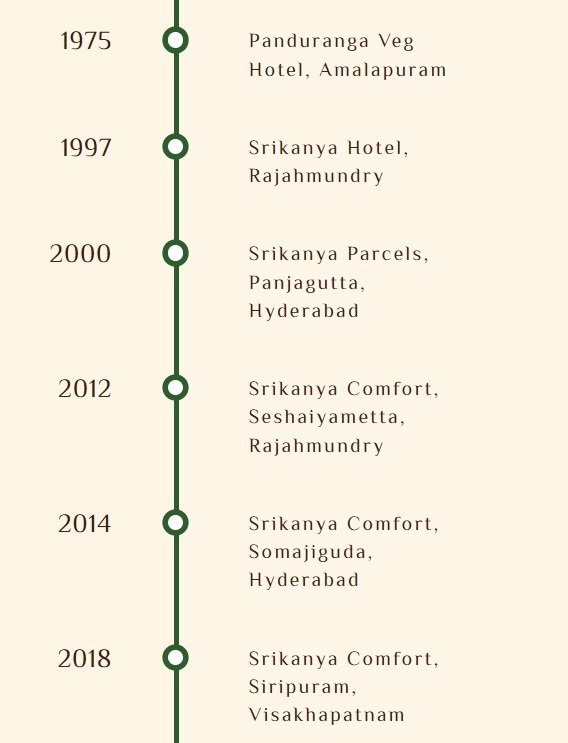 1975
Panduranga Veg
Hotel, Amalapuram
1997
Srikanya Hotel,
Rajahmundry
2000
Srikanya Parcels,
Panjagutta,
Hyderabad
2012
Srikanya Comfort,
Seshaiyametta,
Rajahmundry
2014
Srikanya Comfort,
Somajiguda,
Hyderabad
2018
Srikanya Comfort,
Siripuram,
Visakhapatnam